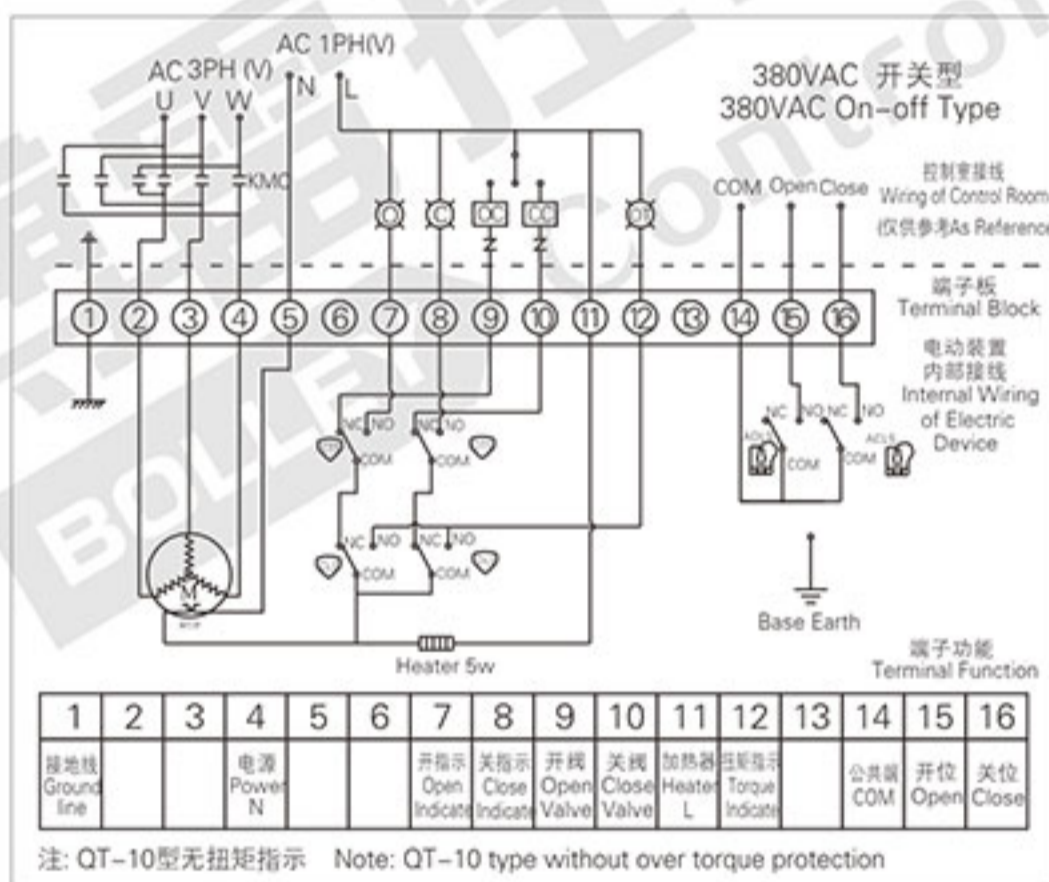 AC 1PH(V)
AC 3PH (V)
U V W N L
380VAC 开关型
380VAC On-off Type
KMC
O C OC CC OT
COM Open Close
控制室接线
Wiring of Control Room
(仅供参考As Reference
1 2 3 4 5 6 7 8 9 10 11 12 13 14 15 16
端子板
Terminal Block
电动装置
内部接线
Internal Wiring
of Electric
Device
NC NO NC NO
COM COM
NC NO NC NO
AOLS COM COM ACLS
NC NO NC NO
COM COM
M
Base Earth
Heater 5w
端子功能
Terminal Function
1 2 3 4 5 6 7 8 9 10 11 12 13 14 15 16
接地线 电源 开指示 关指示 开阀 关阀 加热器 扭矩指示 公共端 开位 关位
Ground Power Open Close Open Close Heater Torque COM Open Close
line N Indicate Indicate Valve Valve L Indicate
注: QT-10型无扭矩指示 Note: QT-10 type without over torque protection